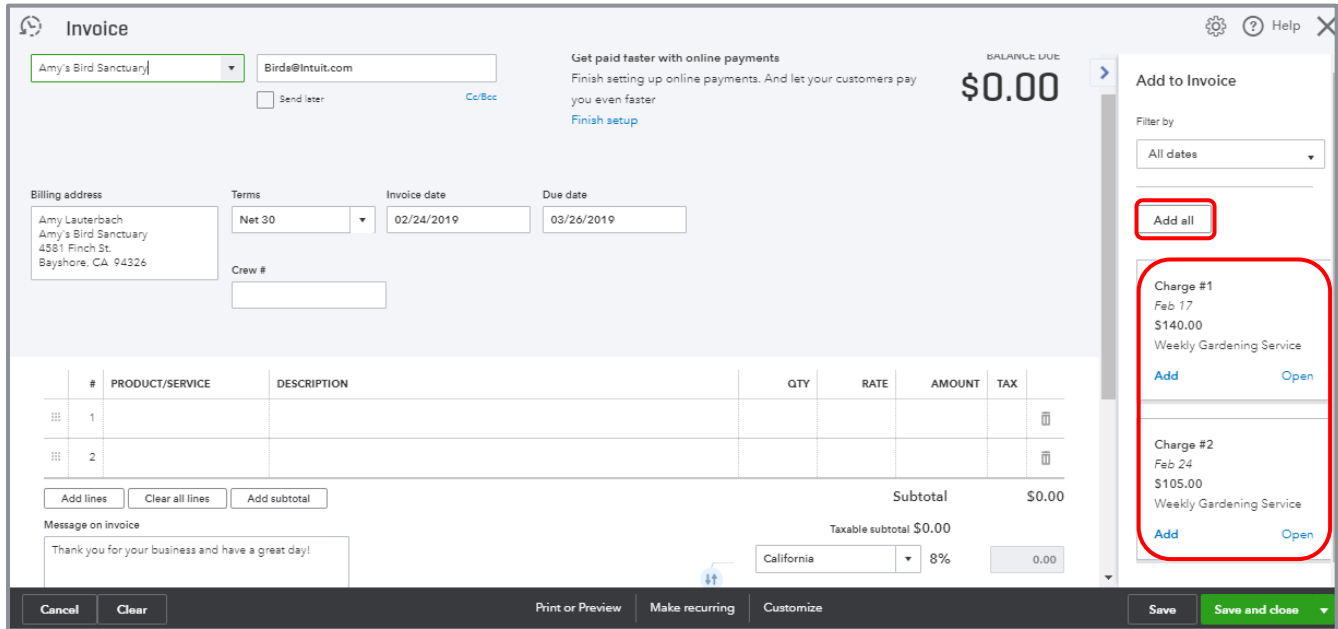 Invoice
Help
Amy's Bird Sanctuary
Birds@Intuit.com
Send later
Cc/Bcc
Get paid faster with online payments
Finish setting up online payments. And let your customers pay
you even faster
Finish setup
BALANCE DUE
$0.00
Billing address
Amy Lauterbach
Amy's Bird Sanctuary
4581 Finch St.
Bayshore, CA 94326
Terms
Net 30
Invoice date
02/24/2019
Due date
03/26/2019
Crew #
# PRODUCT/SERVICE DESCRIPTION QTY RATE AMOUNT TAX
1
2
Add lines
Clear all lines
Add subtotal
Subtotal $0.00
Message on invoice
Thank you for your business and have a great day!
Taxable subtotal $0.00
California 8% 0.00
Add to Invoice
Filter by
All dates
Add all
Charge #1
Feb 17
$140.00
Weekly Gardening Service
Add Open
Charge #2
Feb 24
$105.00
Weekly Gardening Service
Add Open
Cancel
Clear
Print or Preview
Make recurring
Customize
Save
Save and close